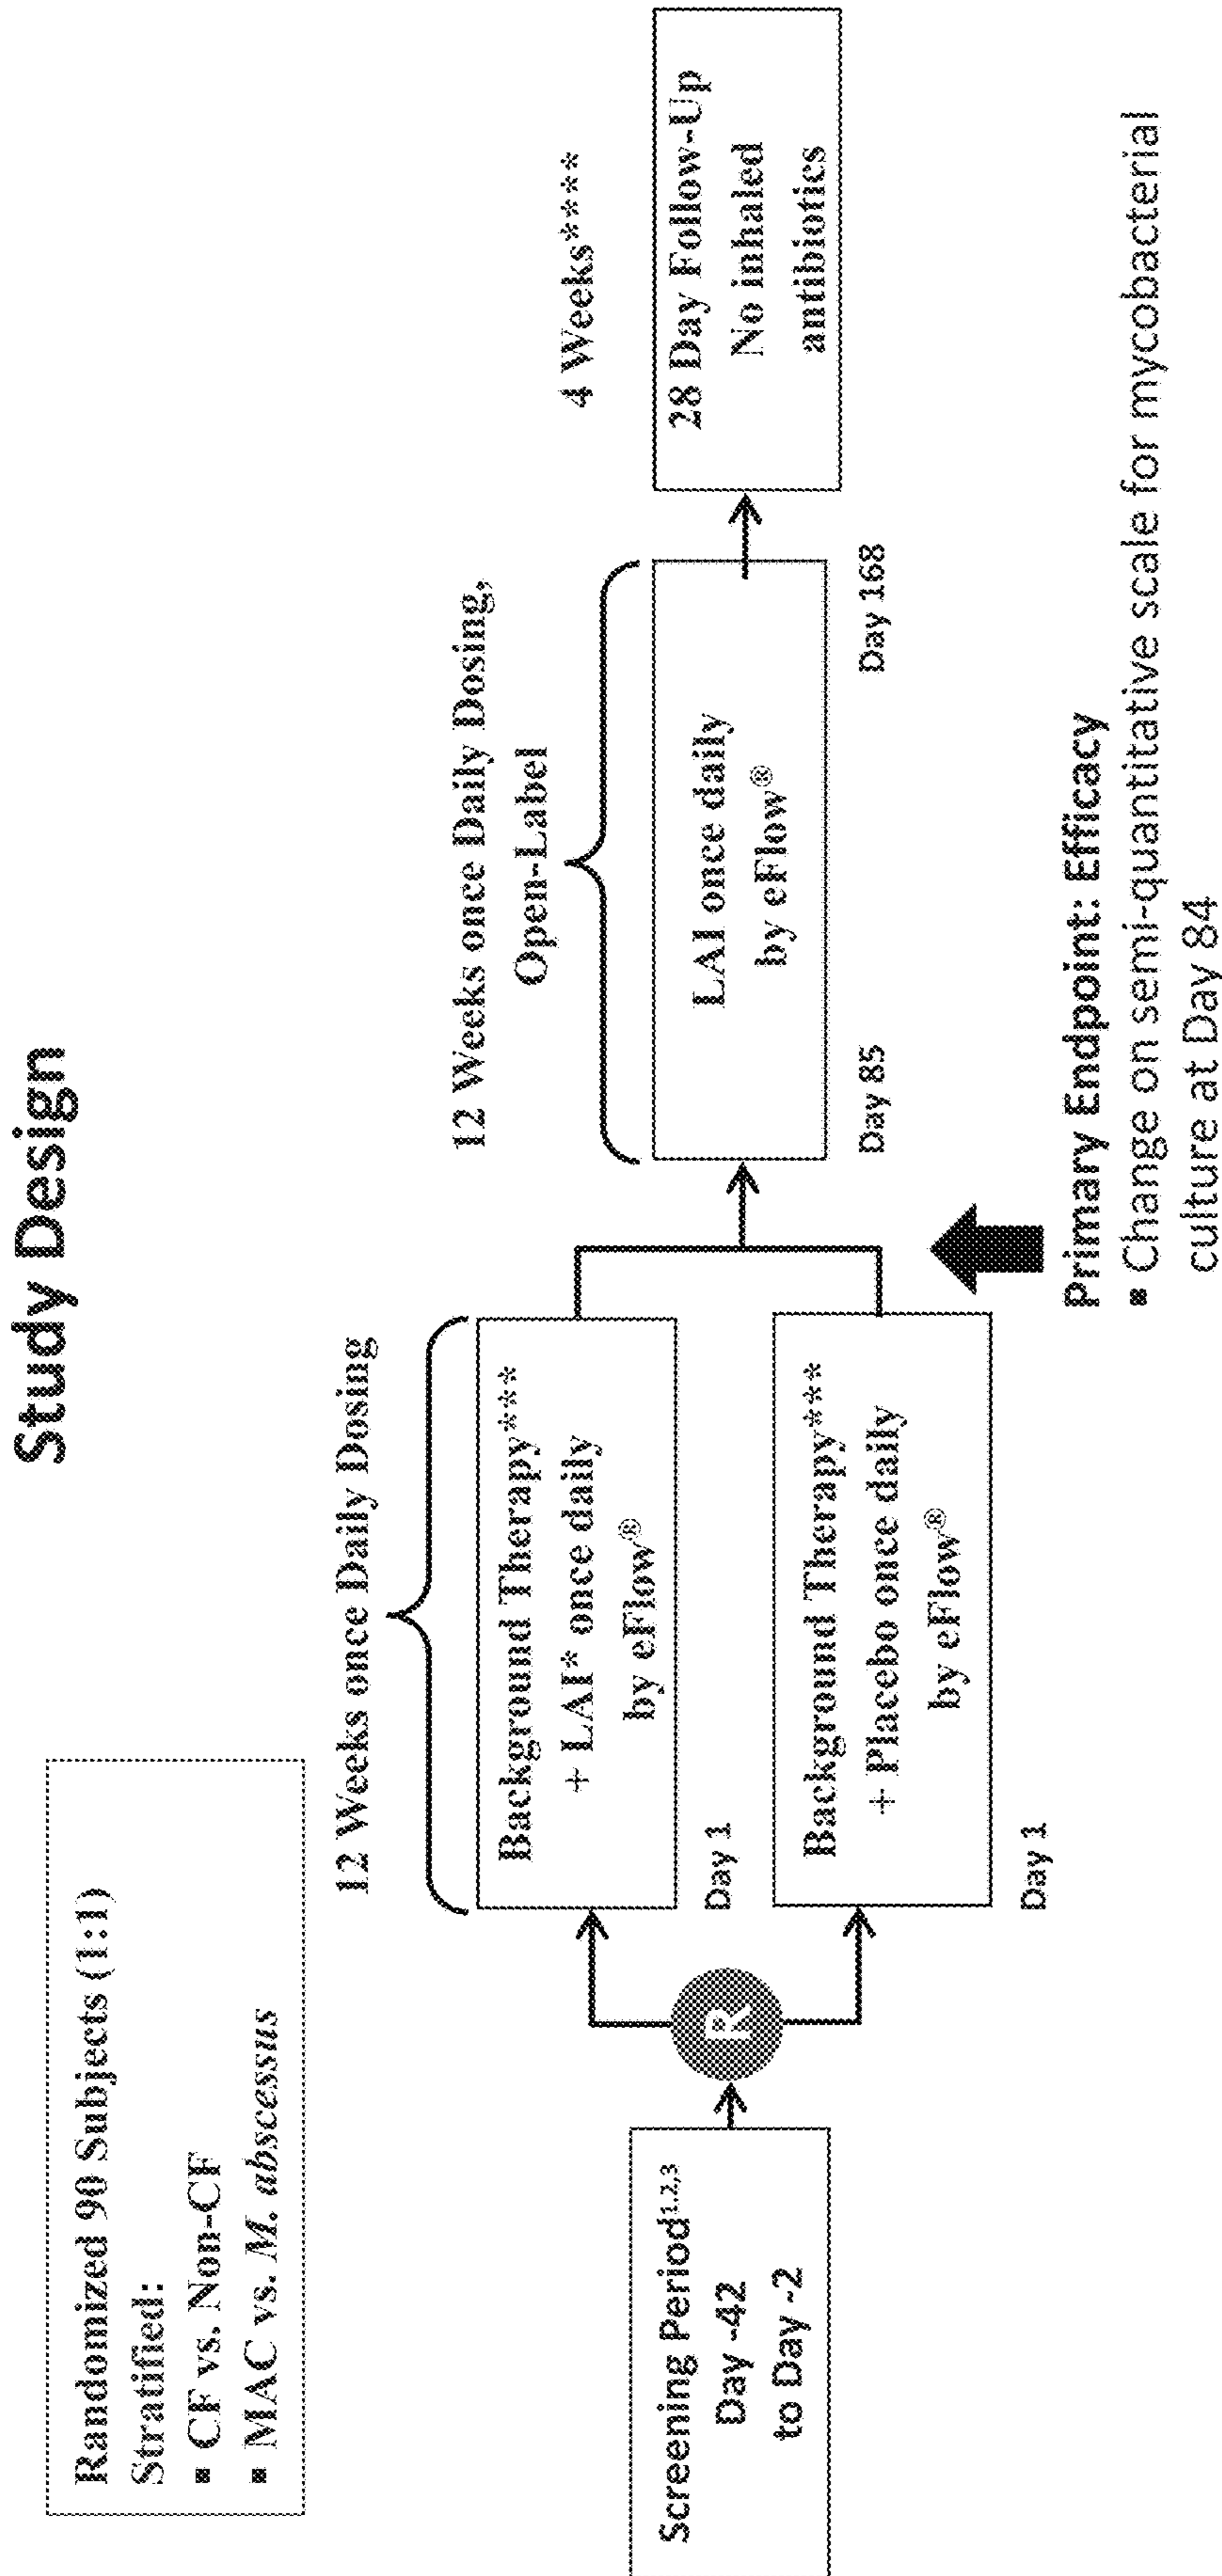 Study Design
Randomized 90 Subjects (1:1)
Stratified:
▪ CF vs. Non-CF
▪ MAC vs. M. abscessus
Screening Period1,2,3
Day -42
to Day -2
R
12 Weeks once Daily Dosing
Background Therapy***
+ LAI* once daily
by eFlow®
Day 1
Background Therapy***
+ Placebo once daily
by eFlow®
Day 1
12 Weeks once Daily Dosing,
Open-Label
LAI once daily
by eFlow®
Day 85
Day 168
4 Weeks****
28 Day Follow-Up
No inhaled
antibiotics
Primary Endpoint: Efficacy
▪ Change on semi-quantitative scale for mycobacterial
culture at Day 84